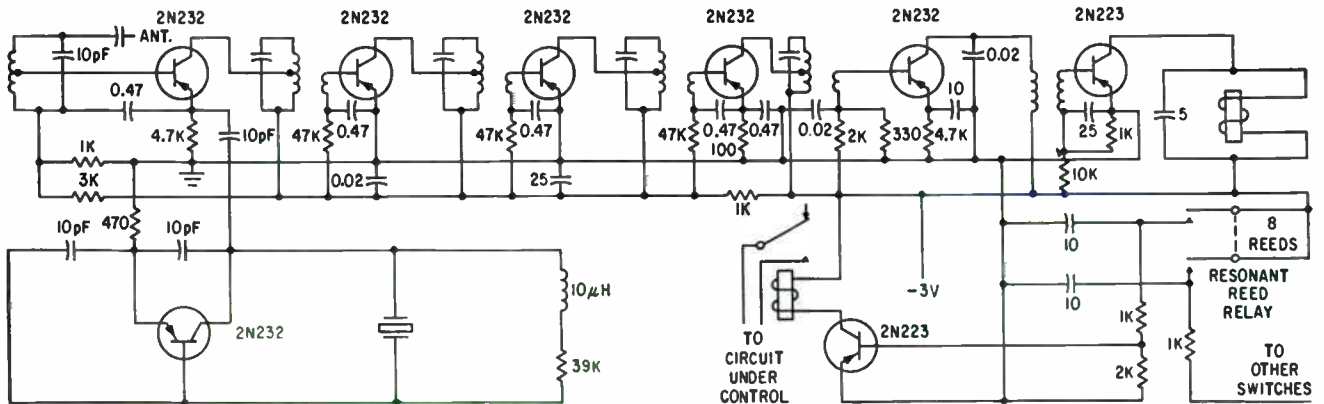 2N232 2N232 2N232 2N232 2N232 2N223
10pF ANT. 0.02
0.47 10 5
4.7K 10pF 47K 0.47 47K 0.47 47K 0.47 0.47 0.02 2K 330 4.7K 25 1K
100
1K
3K 0.02 25 10K
1K
470
10pF 10pF 10 8
REEDS
10µH -3V 10 RESONANT
REED
RELAY
2N232 2N223 1K 1K
39K
TO
CIRCUIT
UNDER
CONTROL
2K
TO
OTHER
SWITCHES